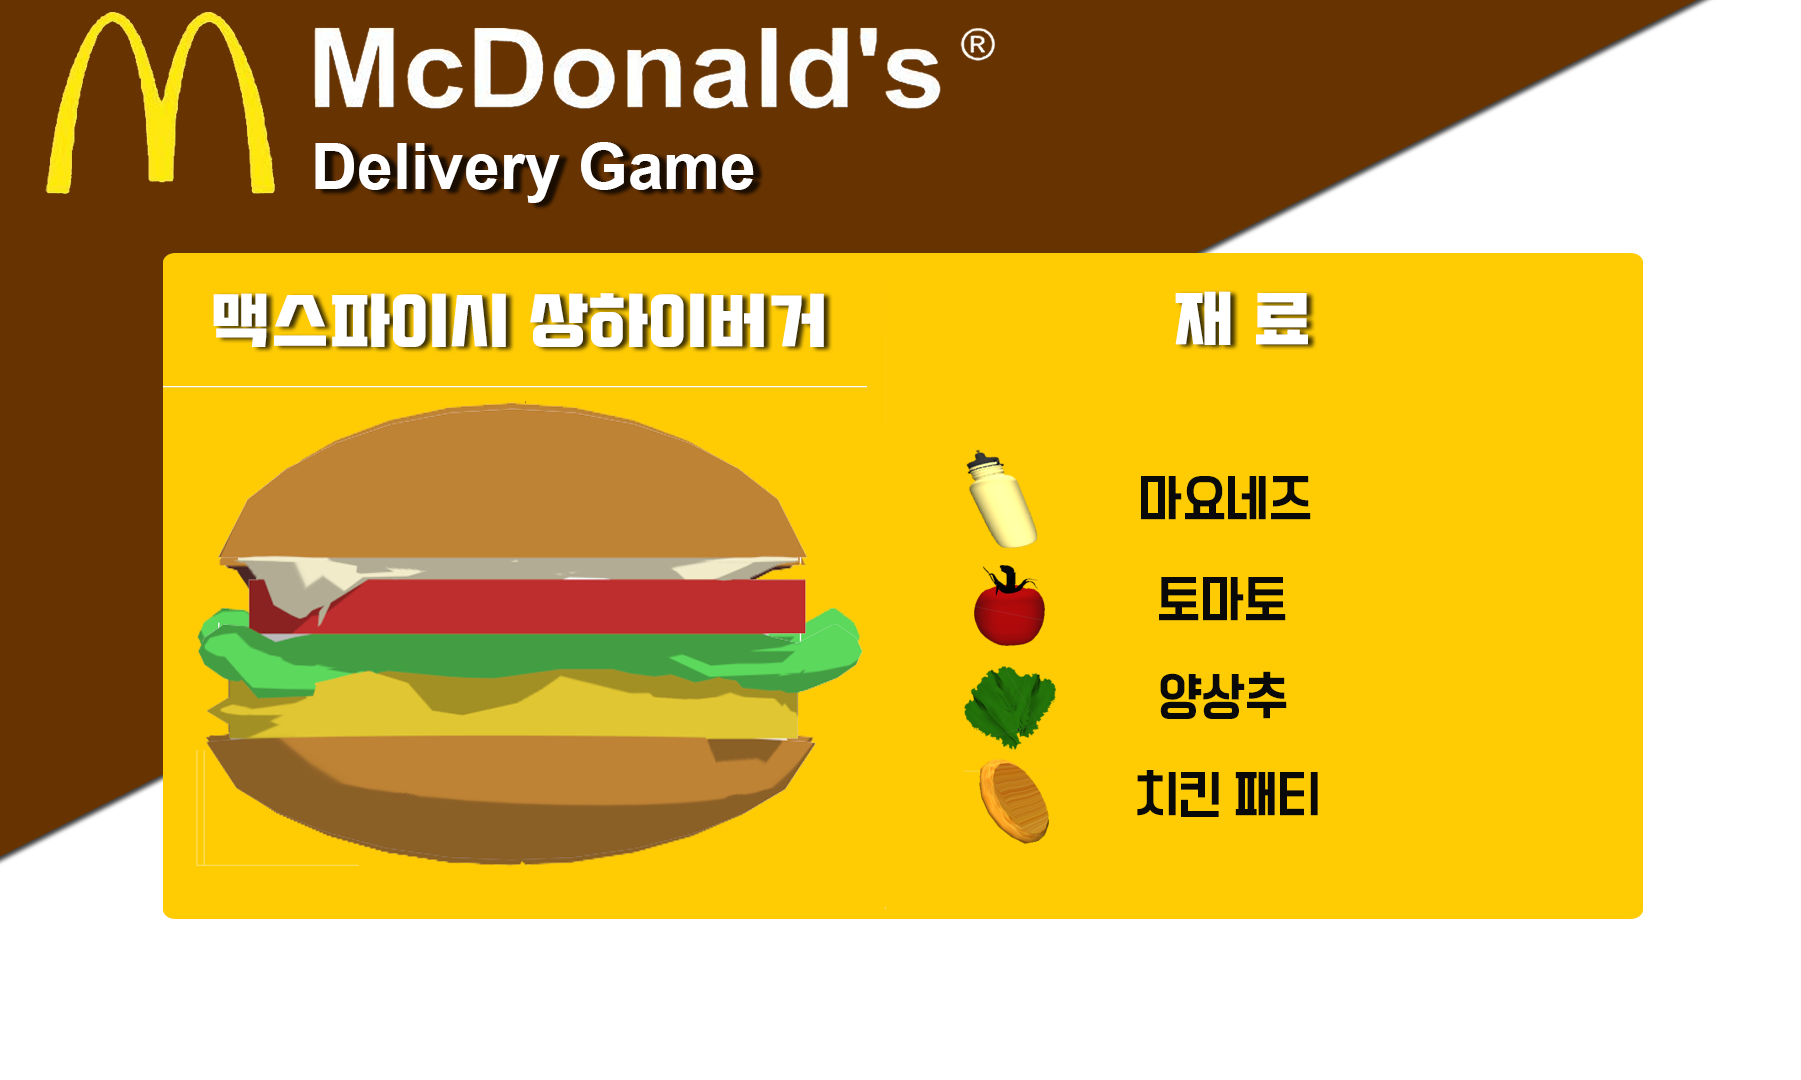 McDonald's®
Delivery Game
맥스파이시 상하이버거
재 료
마요네즈
토마토
양상추
치킨 패티